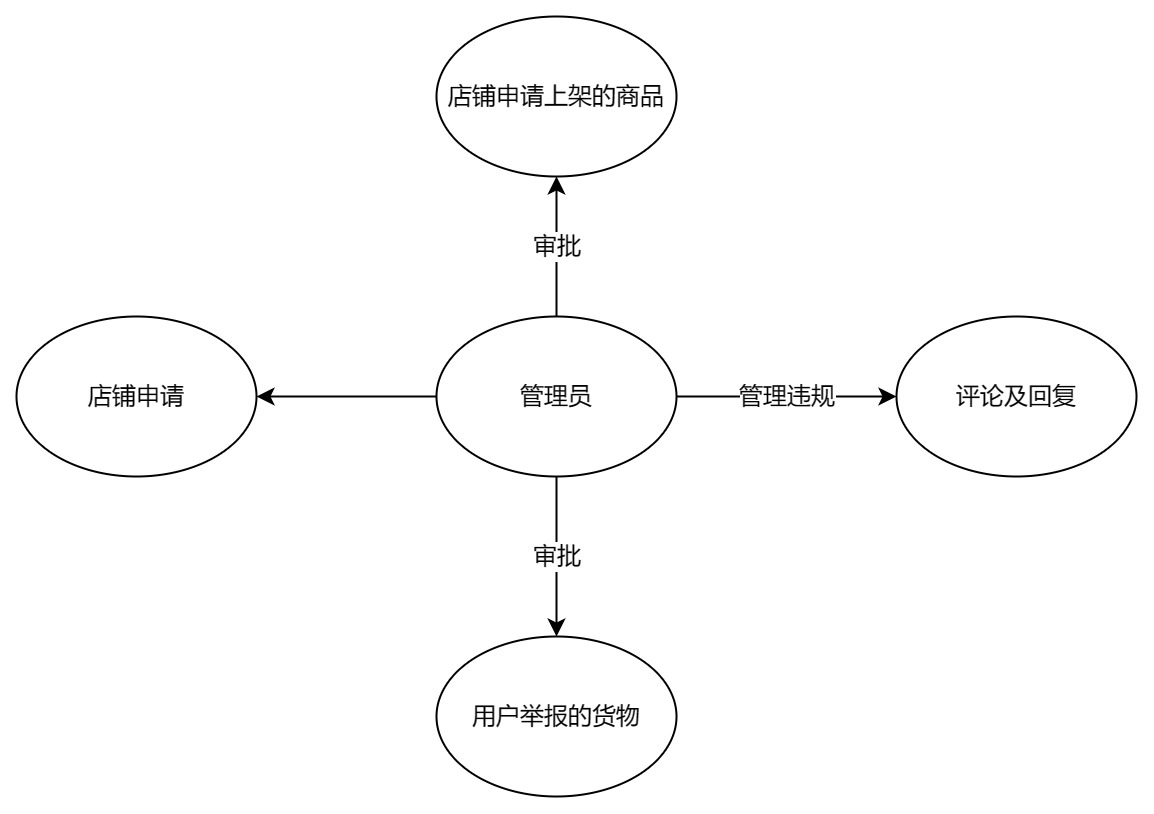 店铺申请上架的商品
审批
店铺申请
管理员
管理违规
评论及回复
审批
用户举报的货物